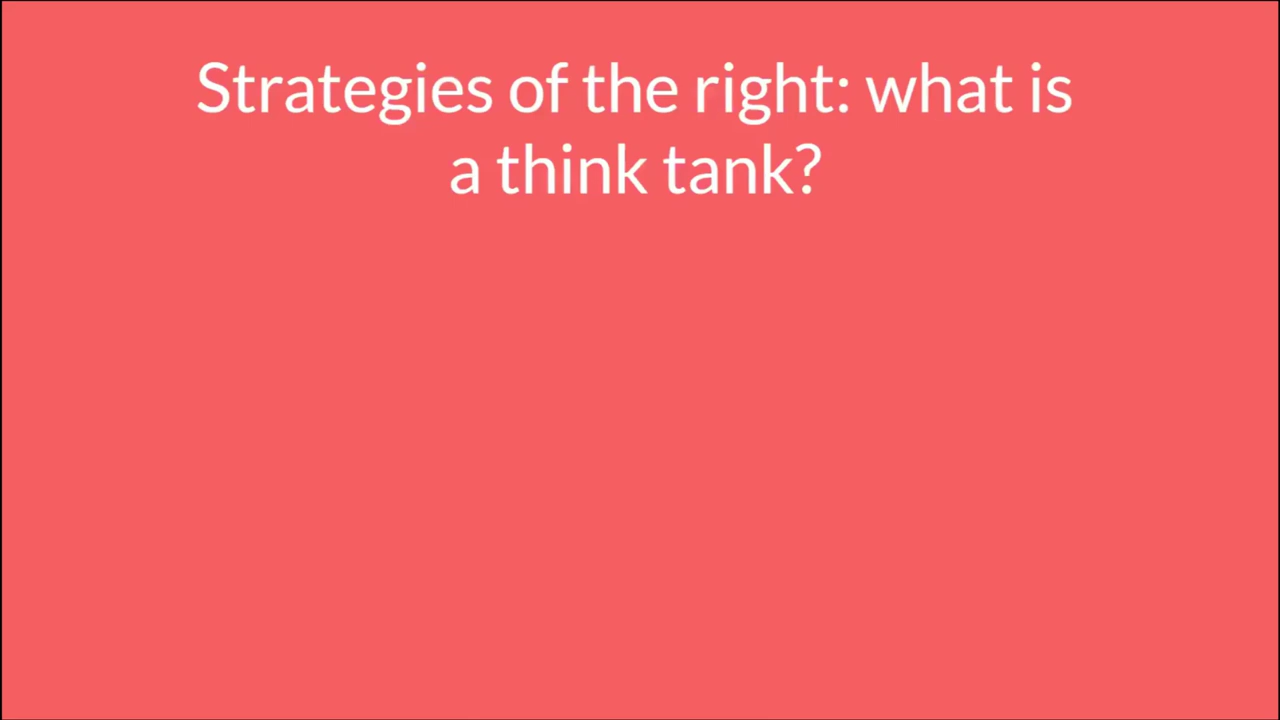 Strategies of the right: what is
a think tank?